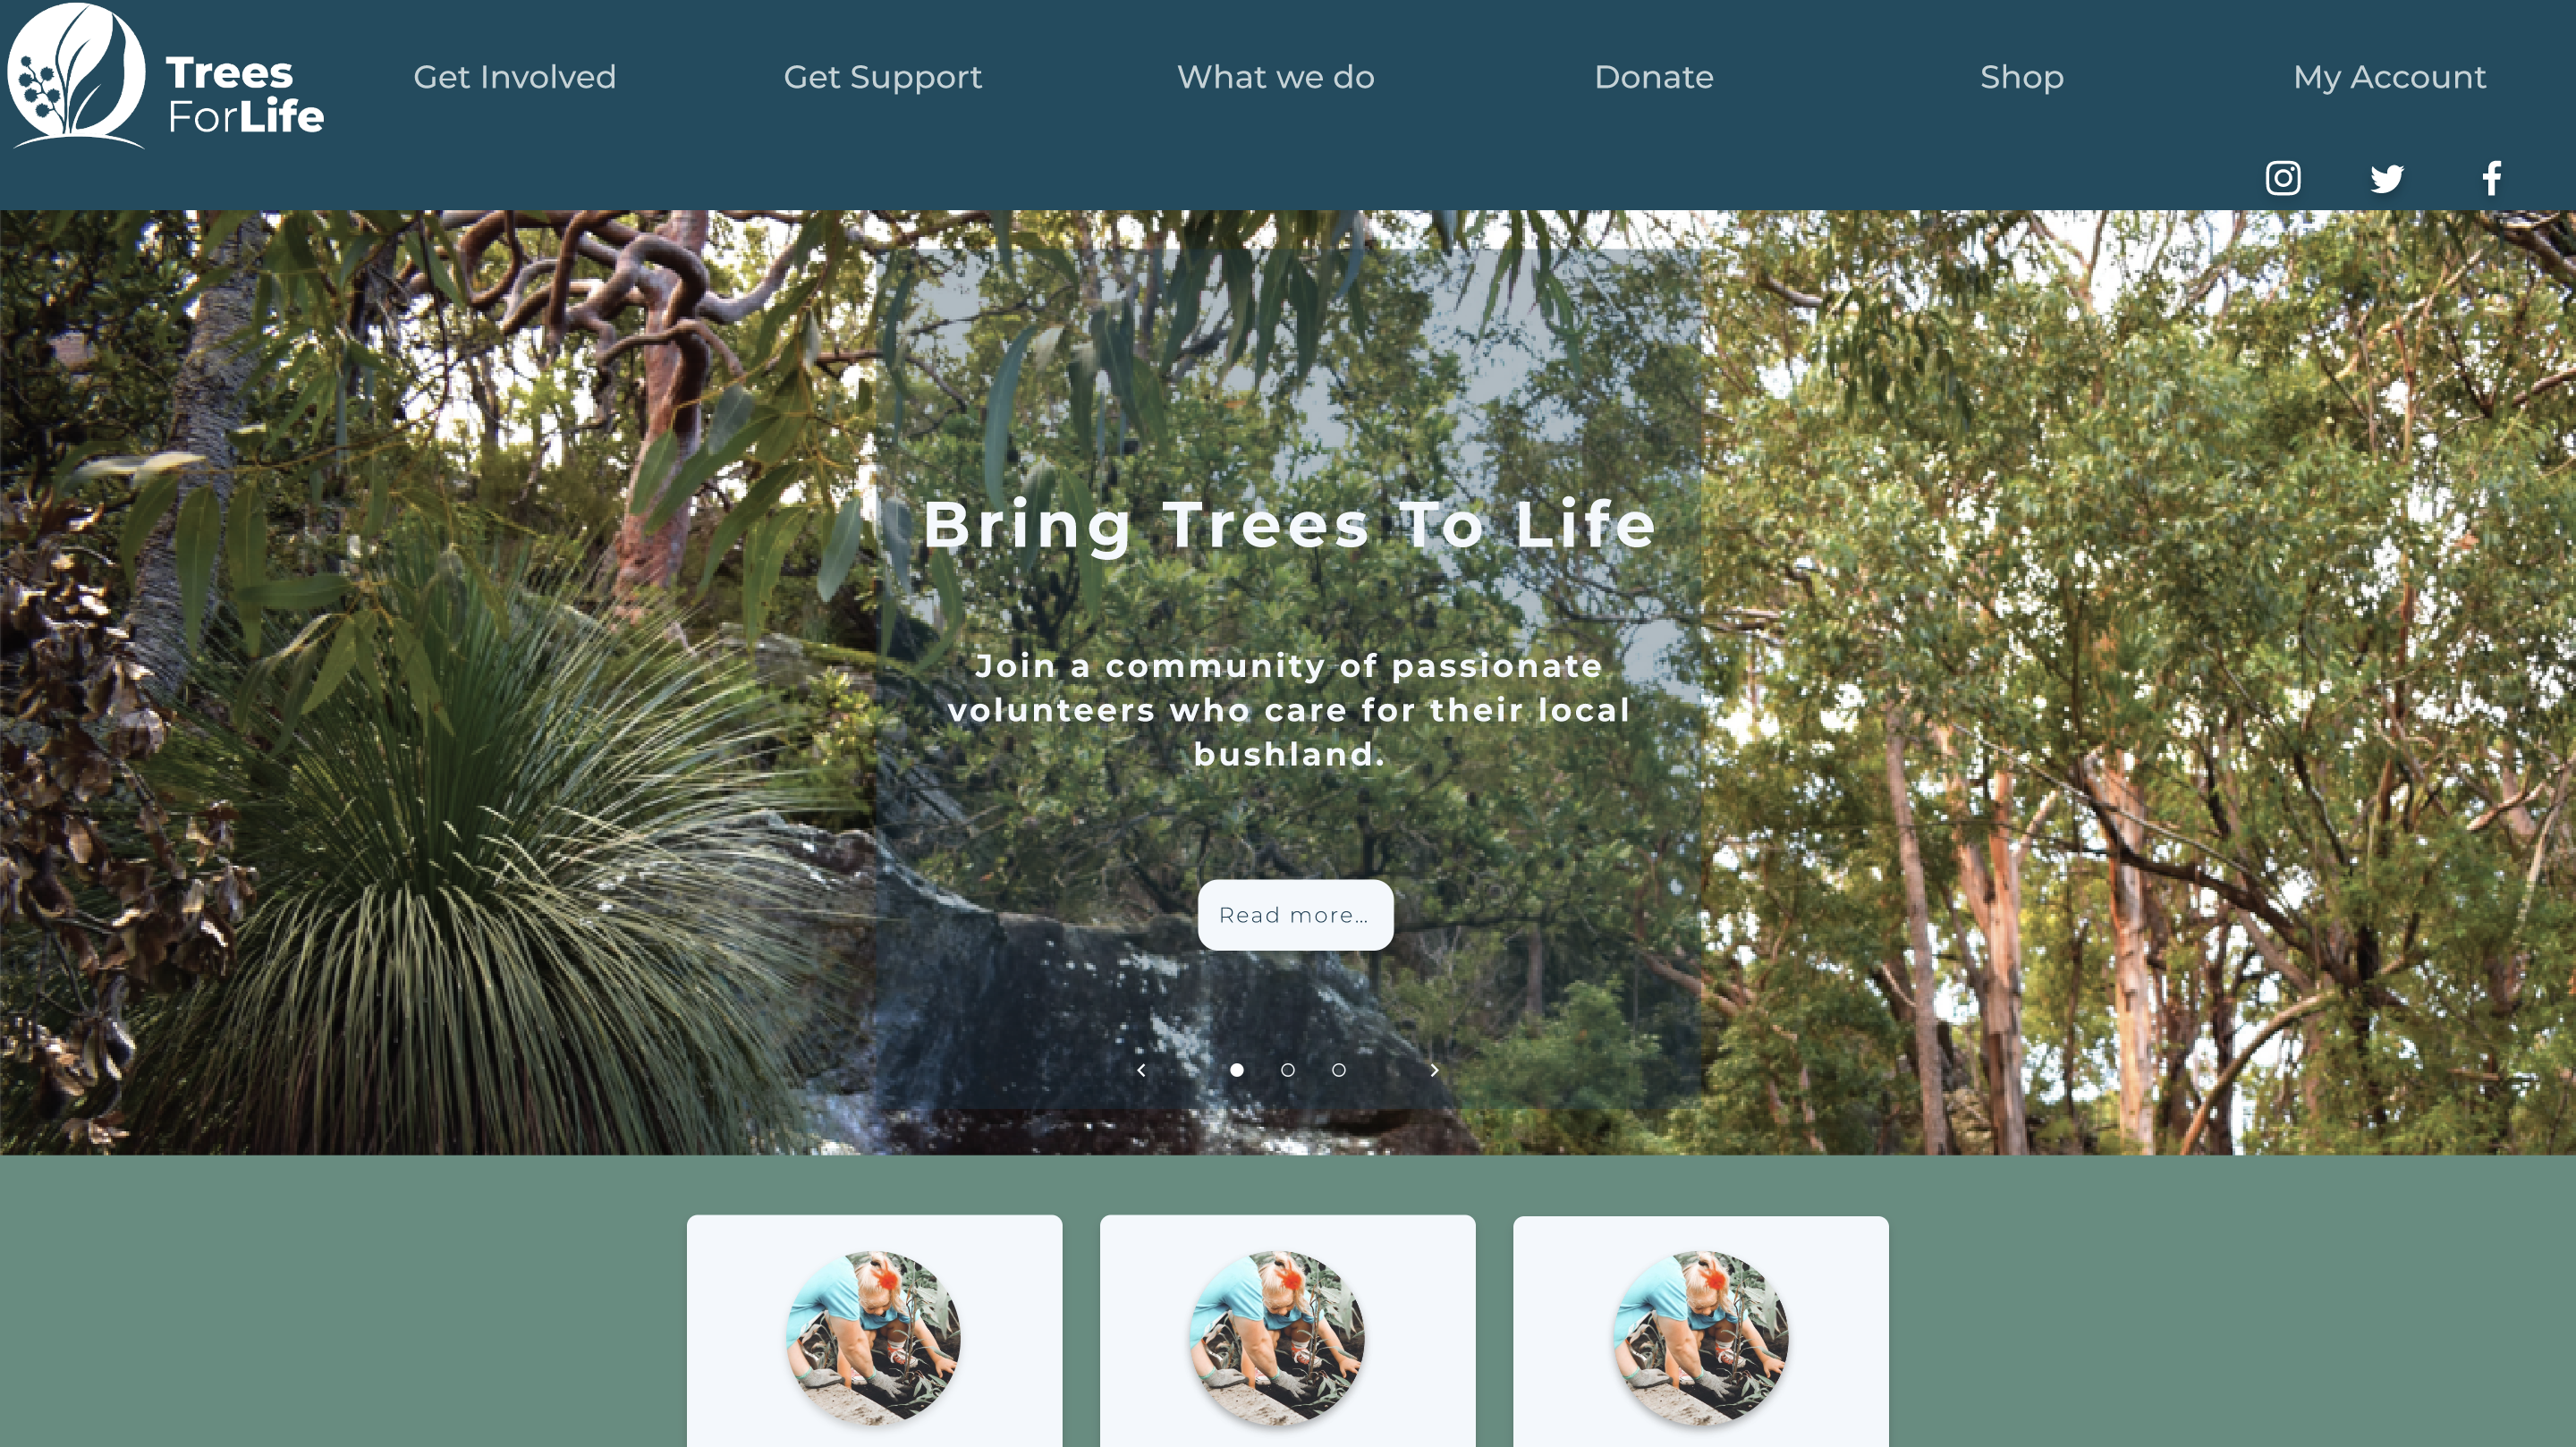 Trees
ForLife
Get Involved
Get Support
What we do
Donate
Shop
My Account
Bring Trees To Life
Join a community of passionate
volunteers who care for their local
bushland.
Read more...